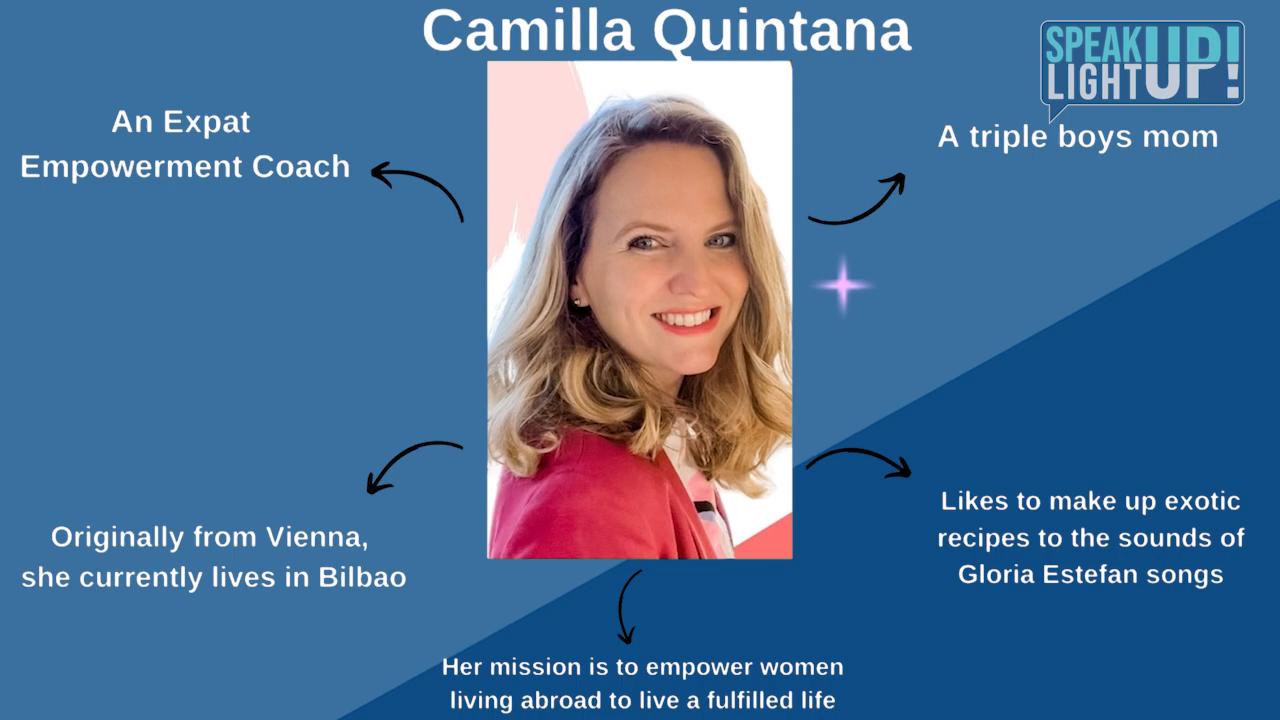 Camilla Quintana
SPEAK UP!
LIGHT UP!
An Expat
Empowerment Coach
A triple boys mom
Originally from Vienna,
she currently lives in Bilbao
Likes to make up exotic
recipes to the sounds of
Gloria Estefan songs
Her mission is to empower women
living abroad to live a fulfilled life